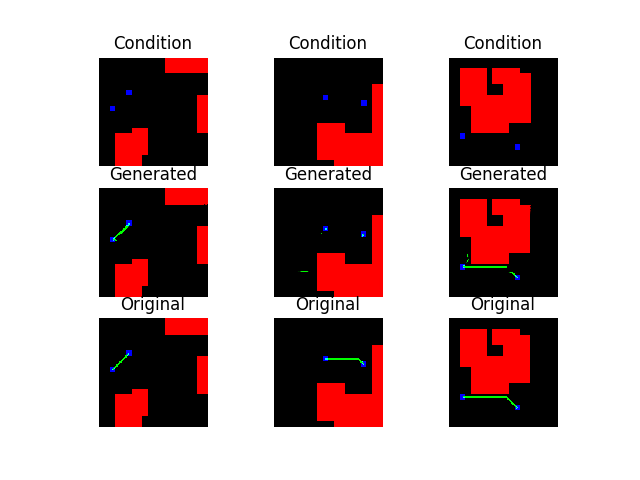 Condition
Condition
Condition
Generated
Generated
Generated
Original
Original
Original